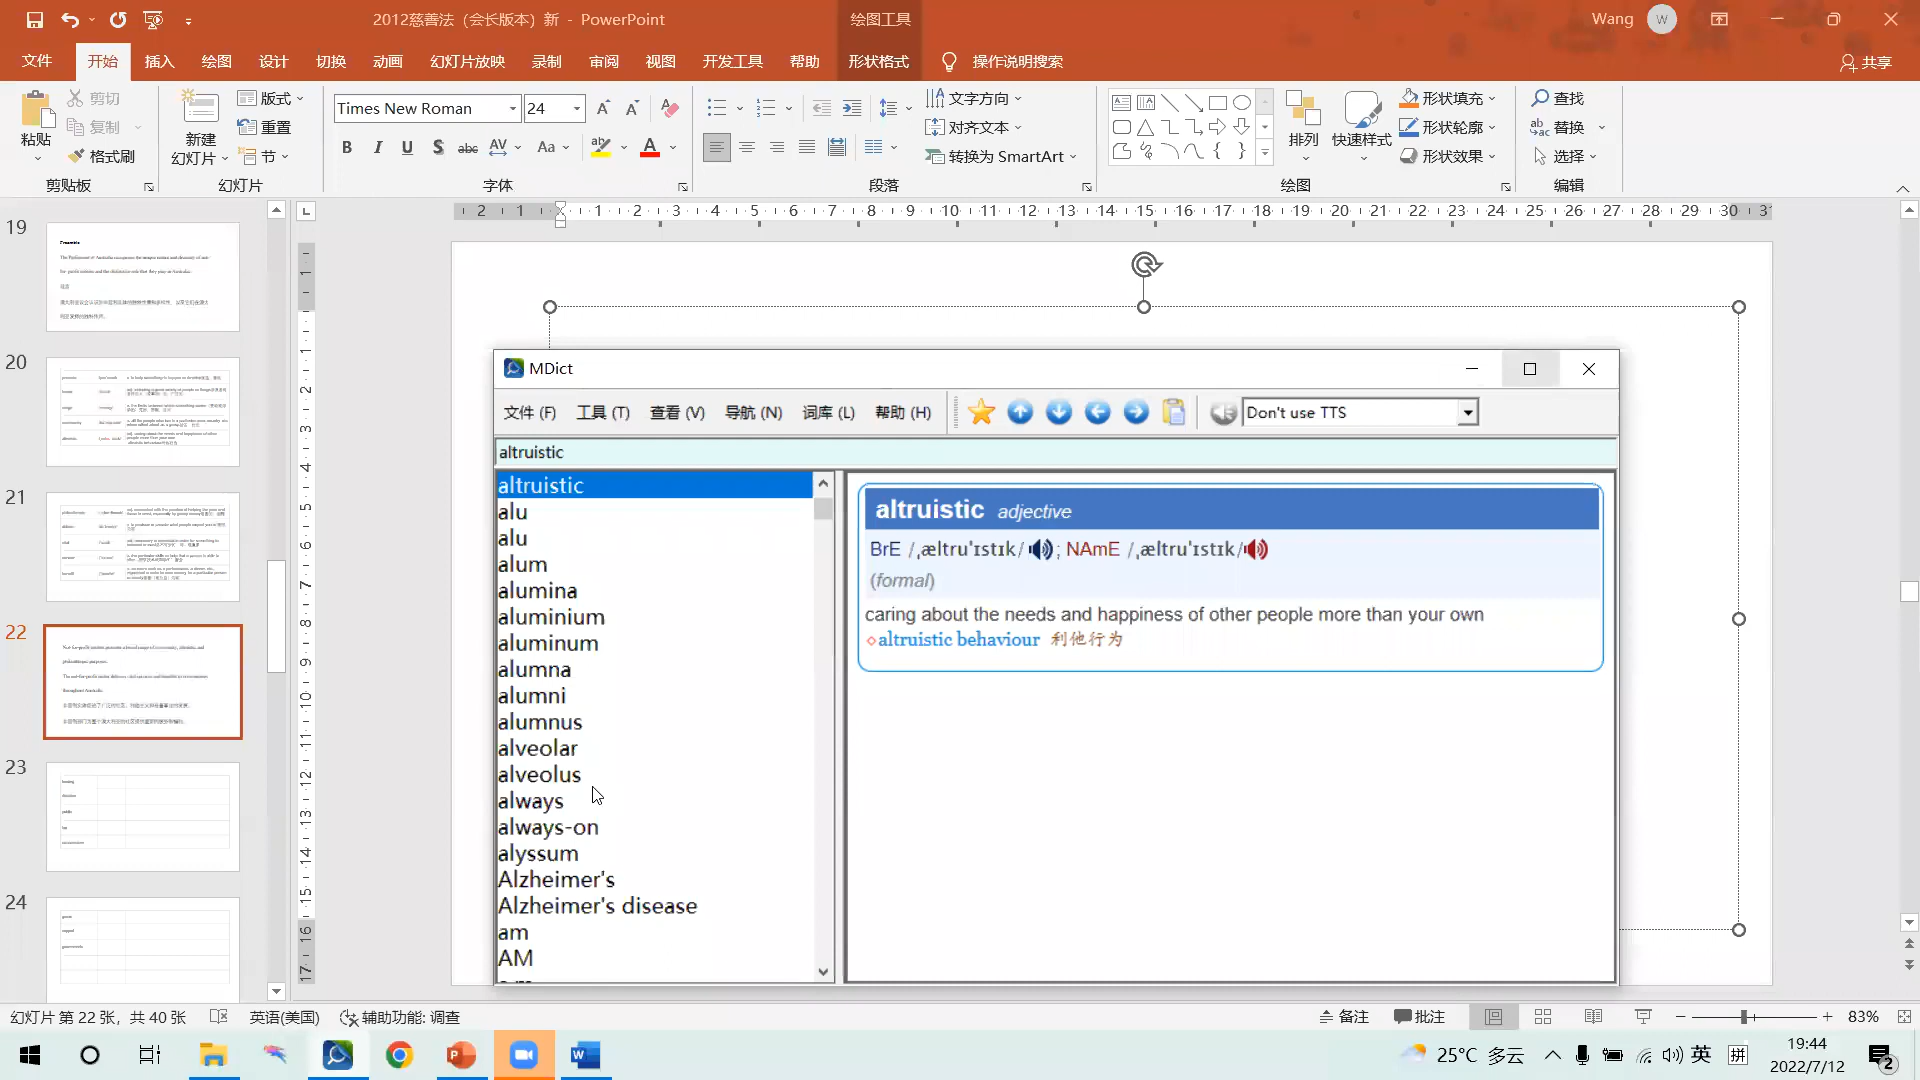 2012慈善法（会长版本）新 - PowerPoint
绘图工具
Wang
W
文件
开始
插入
绘图
设计
切换
动画
幻灯片放映
录制
审阅
视图
开发工具
帮助
形状格式
操作说明搜索
共享
粘贴
剪切
复制
格式刷
剪贴板
新建
幻灯片
版式
重置
节
幻灯片
Times New Roman
24
字体
文字方向
对齐文本
转换为 SmartArt
段落
排列
快速样式
形状填充
形状轮廓
形状效果
绘图
查找
替换
选择
编辑
19
20
21
22
23
24
MDict
文件 (F)
工具 (T)
查看 (V)
导航 (N)
词库 (L)
帮助 (H)
Don't use TTS
altruistic
altruistic
alu
alu
alum
alumina
aluminium
aluminum
alumna
alumni
alumnus
alveolar
alveolus
always
always-on
alyssum
Alzheimer's
Alzheimer's disease
am
AM
altruistic adjective
BrE /ˌæltruˈɪstɪk/ ; NAmE /ˌæltruˈɪstɪk/
(formal)
caring about the needs and happiness of other people more than your own
altruistic behaviour 利他行为
幻灯片 第 22 张，共 40 张
英语(美国)
辅助功能: 调查
备注
批注
83%
25°C 多云
英
拼
19:44
2022/7/12
2